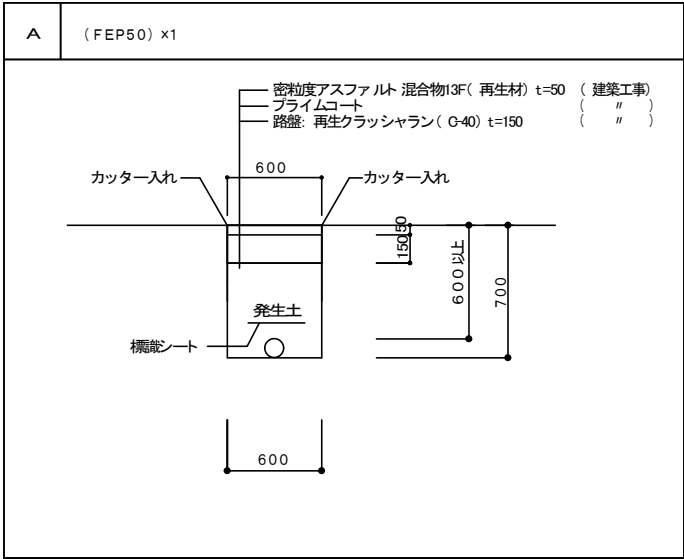 A (FEP50) ×1
密粒度アスファルト混合物13F(再生材) t=50 (建築工事)
プライムコート ( 〃 )
路盤: 再生クラッシャラン( C-40) t=150 ( 〃 )
600
カッター入れ カッター入れ
50
150
600以上
700
発生土
標識シート
600